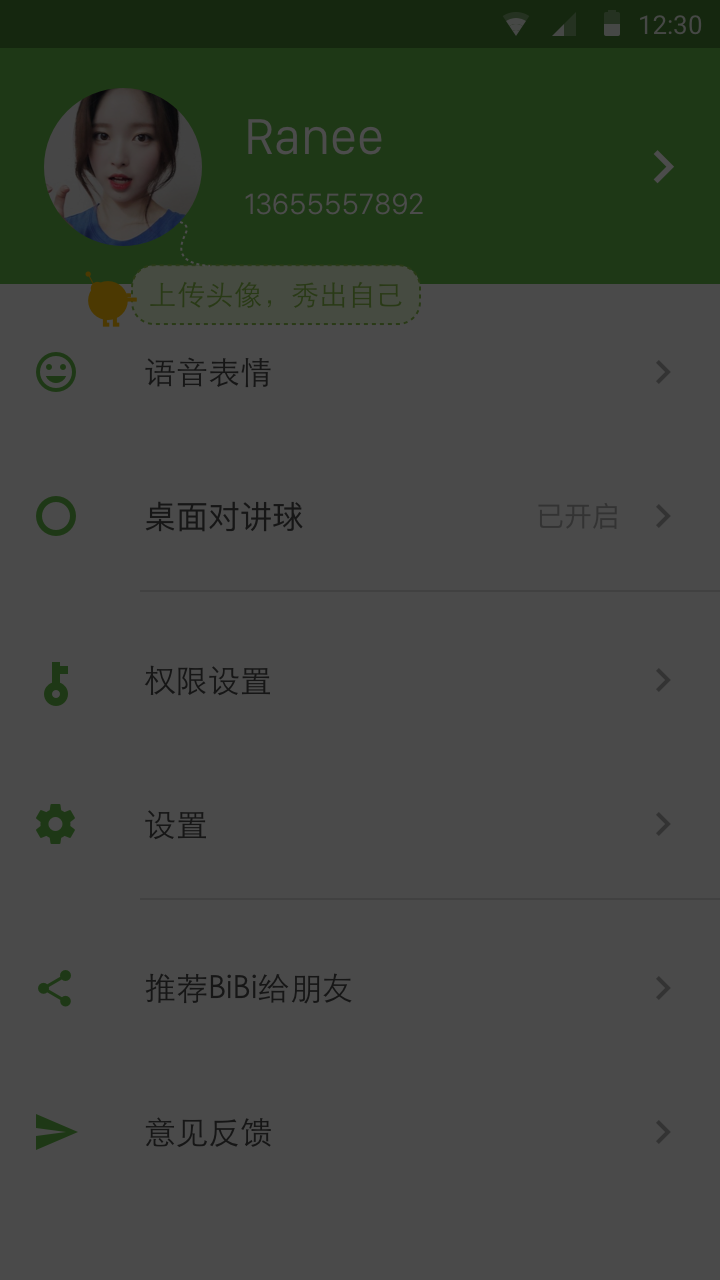 12:30
Ranee
13655557892
上传头像，秀出自己
语音表情
桌面对讲球
已开启
权限设置
设置
推荐BiBi给朋友
意见反馈